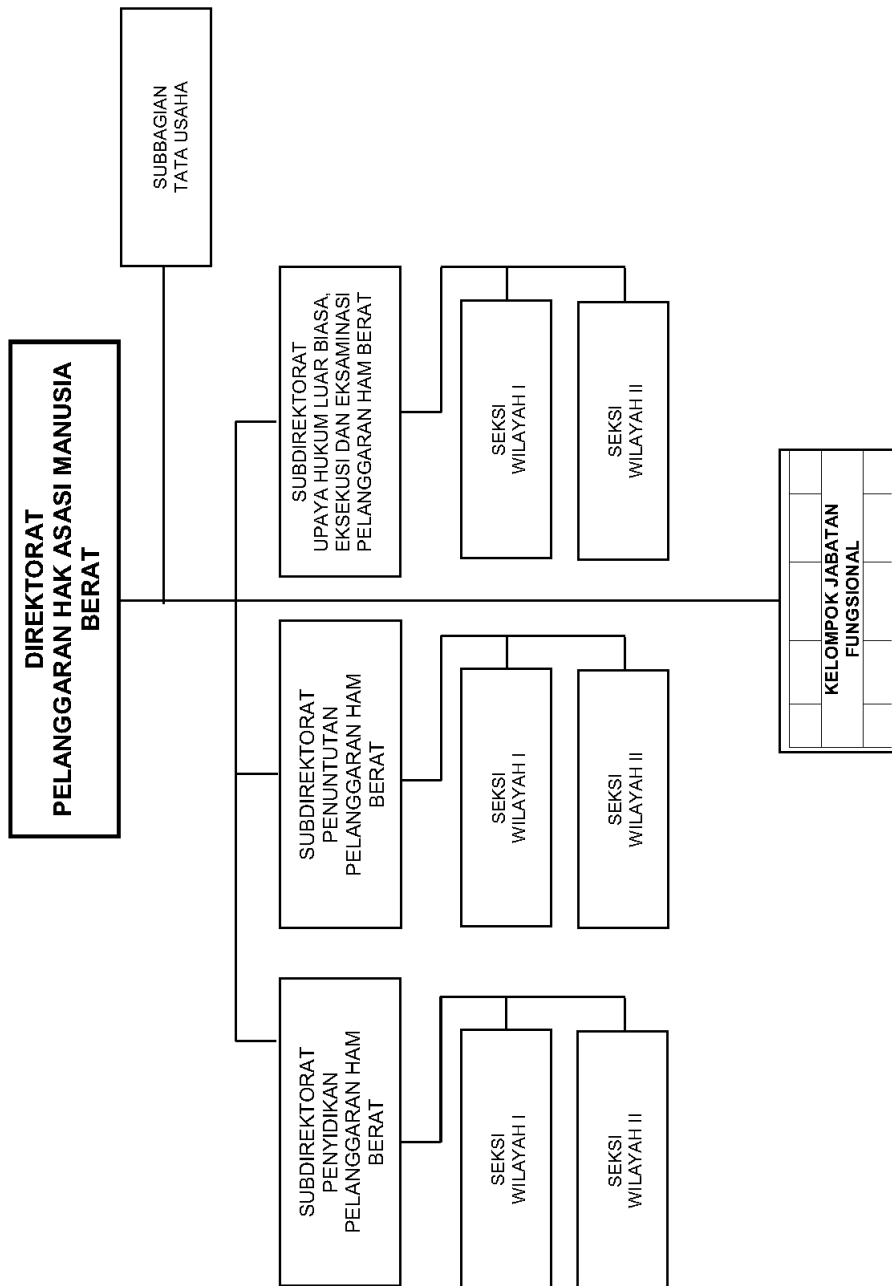 DIREKTORAT
PELANGGARAN HAK ASASI MANUSIA
BERAT
SUBBAGIAN
TATA USAHA
SUBDIREKTORAT
PENYIDIKAN
PELANGGARAN HAM
BERAT
SUBDIREKTORAT
PENUNTUTAN
PELANGGARAN HAM
BERAT
SUBDIREKTORAT
UPAYA HUKUM LUAR BIASA,
EKSEKUSI DAN EKSAMINASI
PELANGGARAN HAM BERAT
SEKSI
WILAYAH I
SEKSI
WILAYAH I
SEKSI
WILAYAH I
SEKSI
WILAYAH II
SEKSI
WILAYAH II
SEKSI
WILAYAH II
KELOMPOK JABATAN
FUNGSIONAL